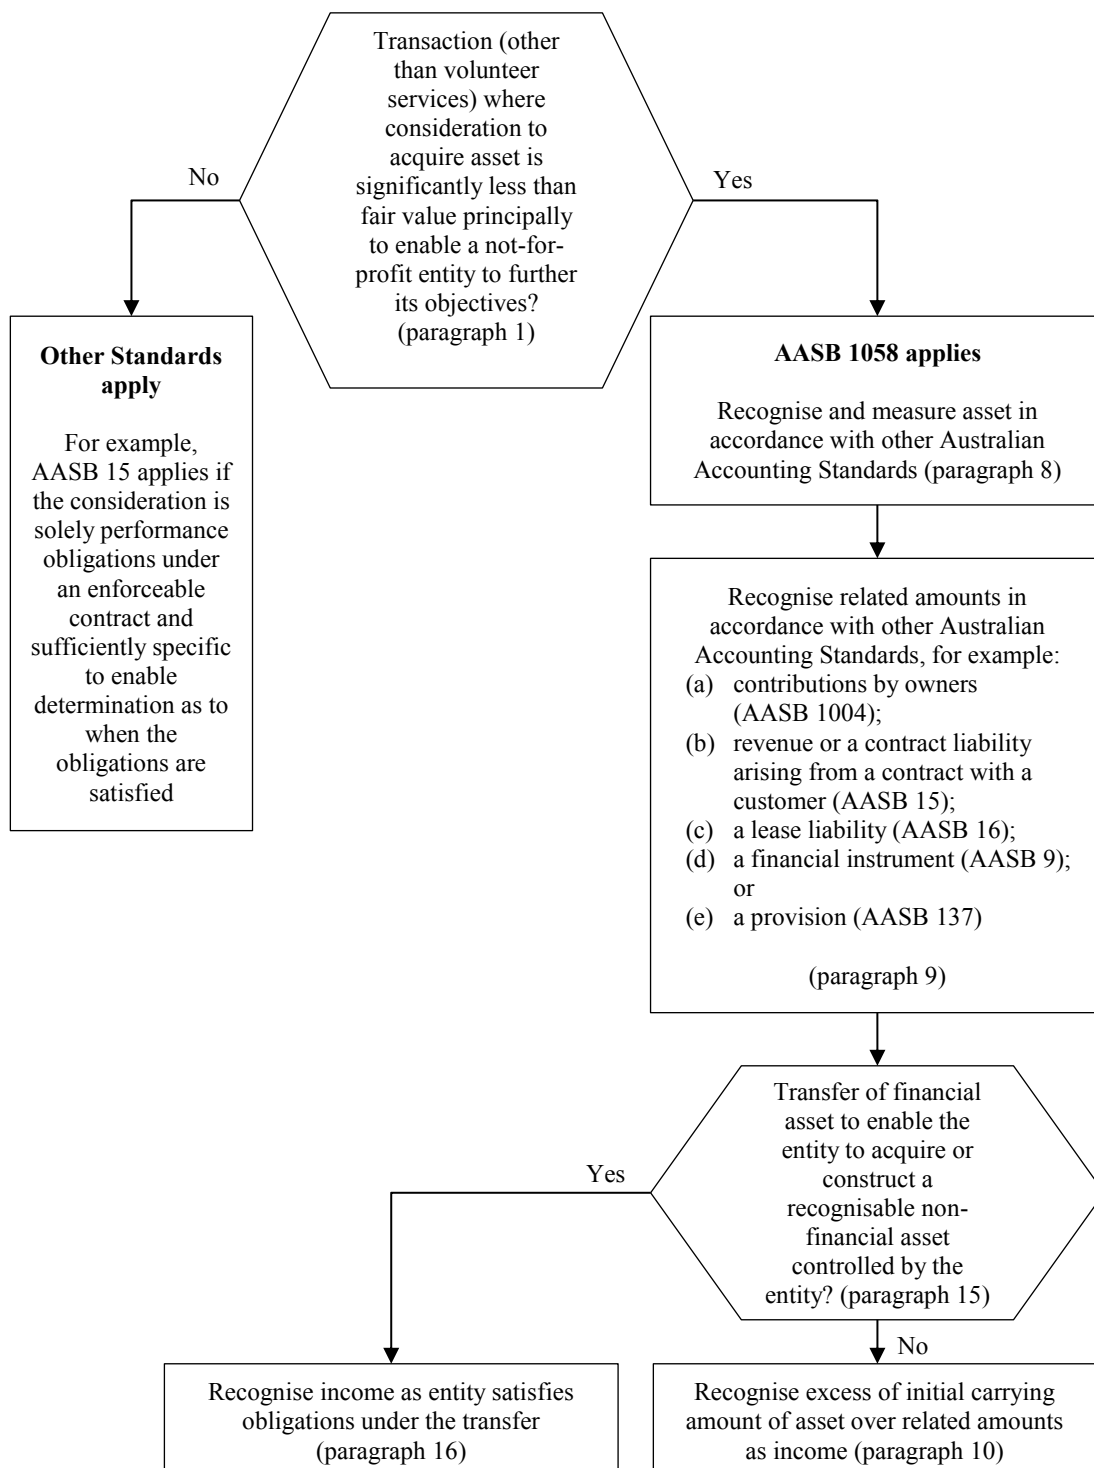 Transaction (other
than volunteer
services) where
consideration to
acquire asset is
significantly less than
fair value principally
to enable a not-for-
profit entity to further
its objectives?
(paragraph 1)
No
Yes
Other Standards
apply
For example,
AASB 15 applies if
the consideration is
solely performance
obligations under
an enforceable
contract and
sufficiently specific
to enable
determination as to
when the
obligations are
satisfied
AASB 1058 applies
Recognise and measure asset in
accordance with other Australian
Accounting Standards (paragraph 8)
Recognise related amounts in
accordance with other Australian
Accounting Standards, for example:
(a) contributions by owners
(AASB 1004);
(b) revenue or a contract liability
arising from a contract with a
customer (AASB 15);
(c) a lease liability (AASB 16);
(d) a financial instrument (AASB 9);
or
(e) a provision (AASB 137)
(paragraph 9)
Transfer of financial
asset to enable the
entity to acquire or
construct a
recognisable non-
financial asset
controlled by the
entity? (paragraph 15)
Yes
No
Recognise income as entity satisfies
obligations under the transfer
(paragraph 16)
Recognise excess of initial carrying
amount of asset over related amounts
as income (paragraph 10)